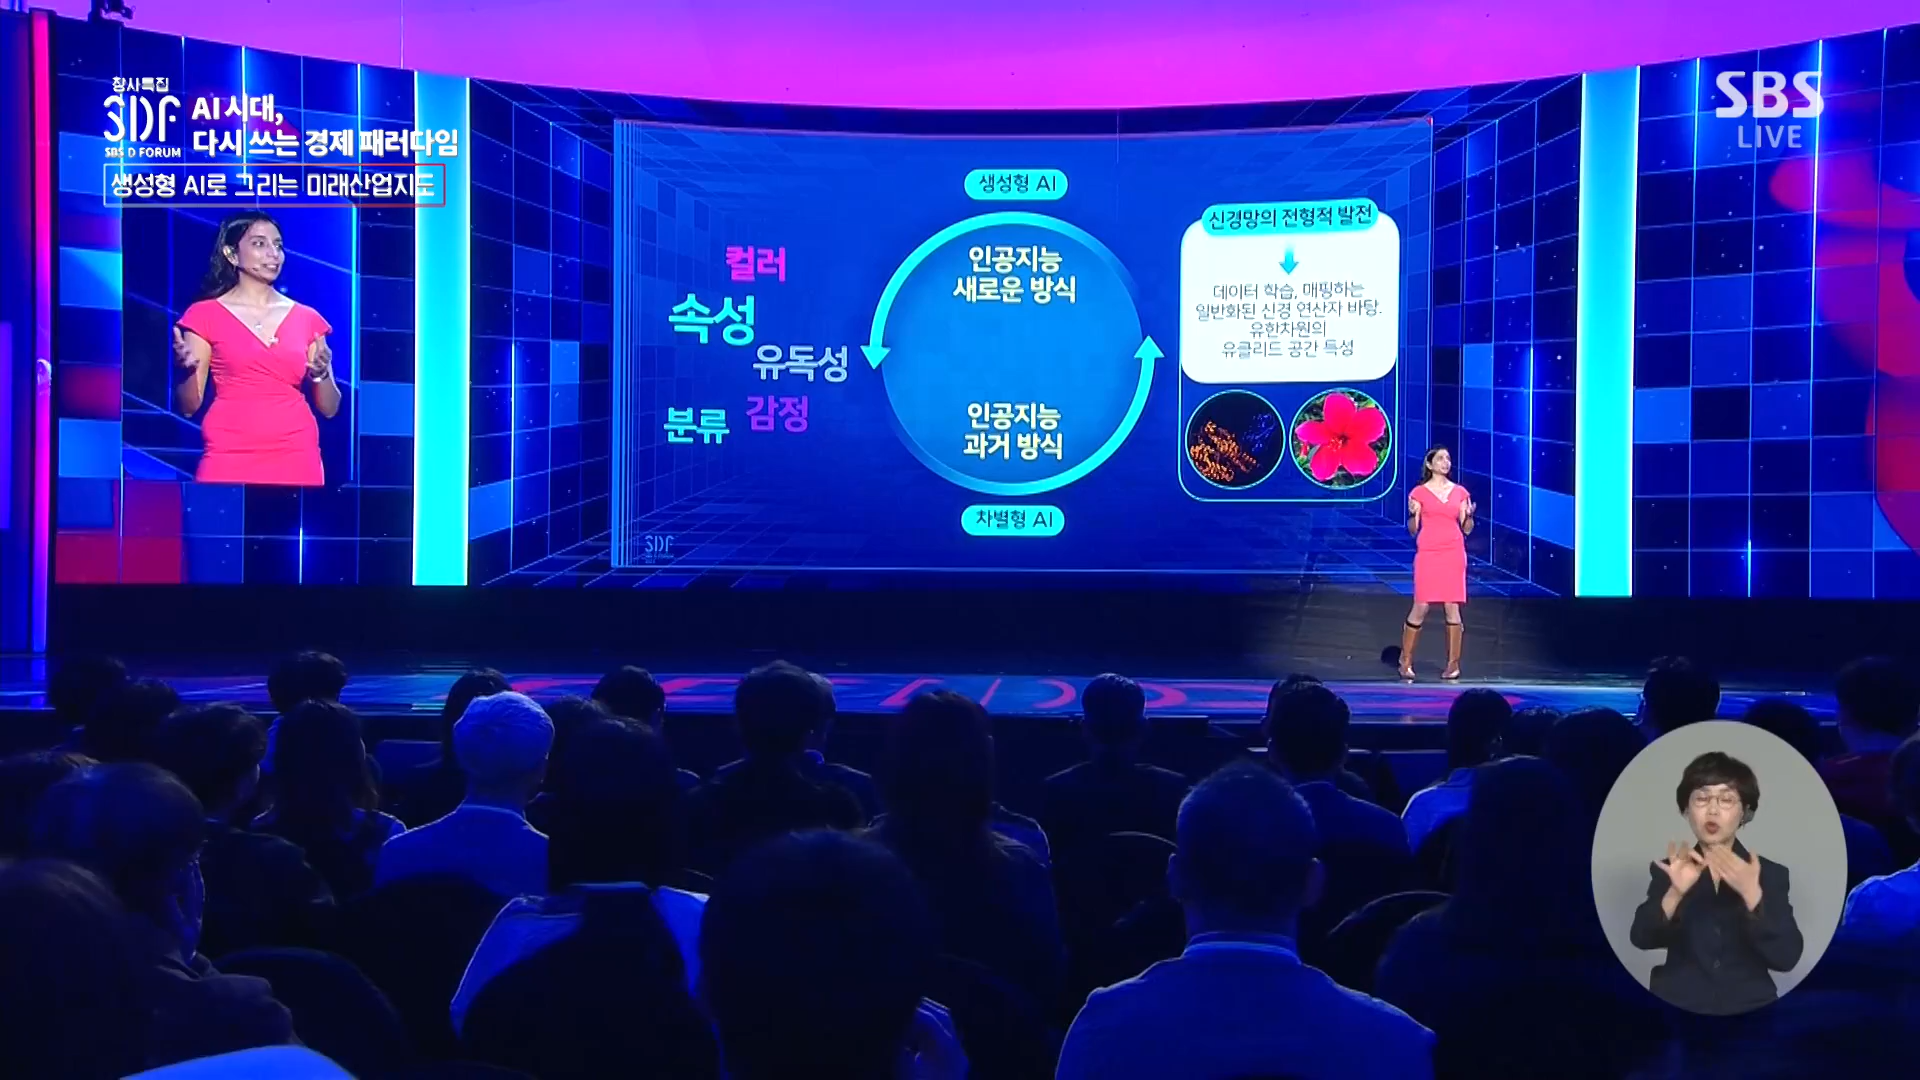 창사특집
SDF
SBS D FORUM
AI 시대,
다시 쓰는 경제 패러다임
생성형 AI로 그리는 미래산업지도
SBS
LIVE
생성형 AI
인공지능
새로운 방식
인공지능
과거 방식
차별형 AI
컬러
속성
유독성
분류
감정
신경망의 전형적 발전
데이터 학습, 매핑하는
일반화된 신경 연산자 바탕.
유한차원의
유클리드 공간 특성
SDF